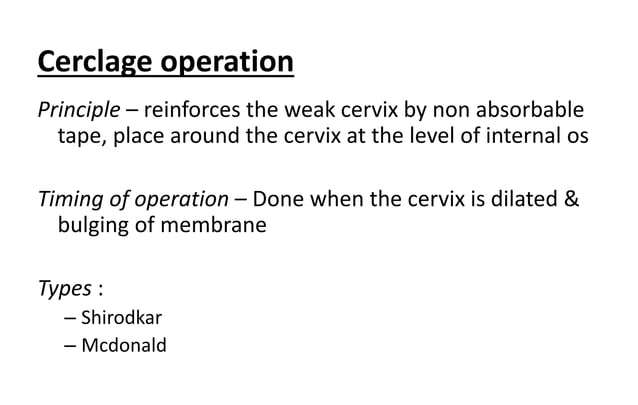 Cerclage operation
Principle – reinforces the weak cervix by non absorbable
tape, place around the cervix at the level of internal os
Timing of operation – Done when the cervix is dilated &
bulging of membrane
Types :
– Shirodkar
– Mcdonald